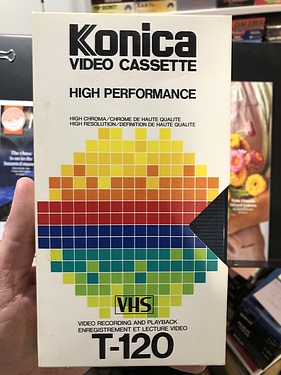 Konica
VIDEO CASSETTE
HIGH PERFORMANCE
HIGH CHROMA/CHROME DE HAUTE QUALITE
HIGH RESOLUTION/DEFINITION DE HAUTE QUALITE
VHS
VIDEO RECORDING AND PLAYBACK
ENREGISTREMENT ET LECTURE VIDEO
T-120